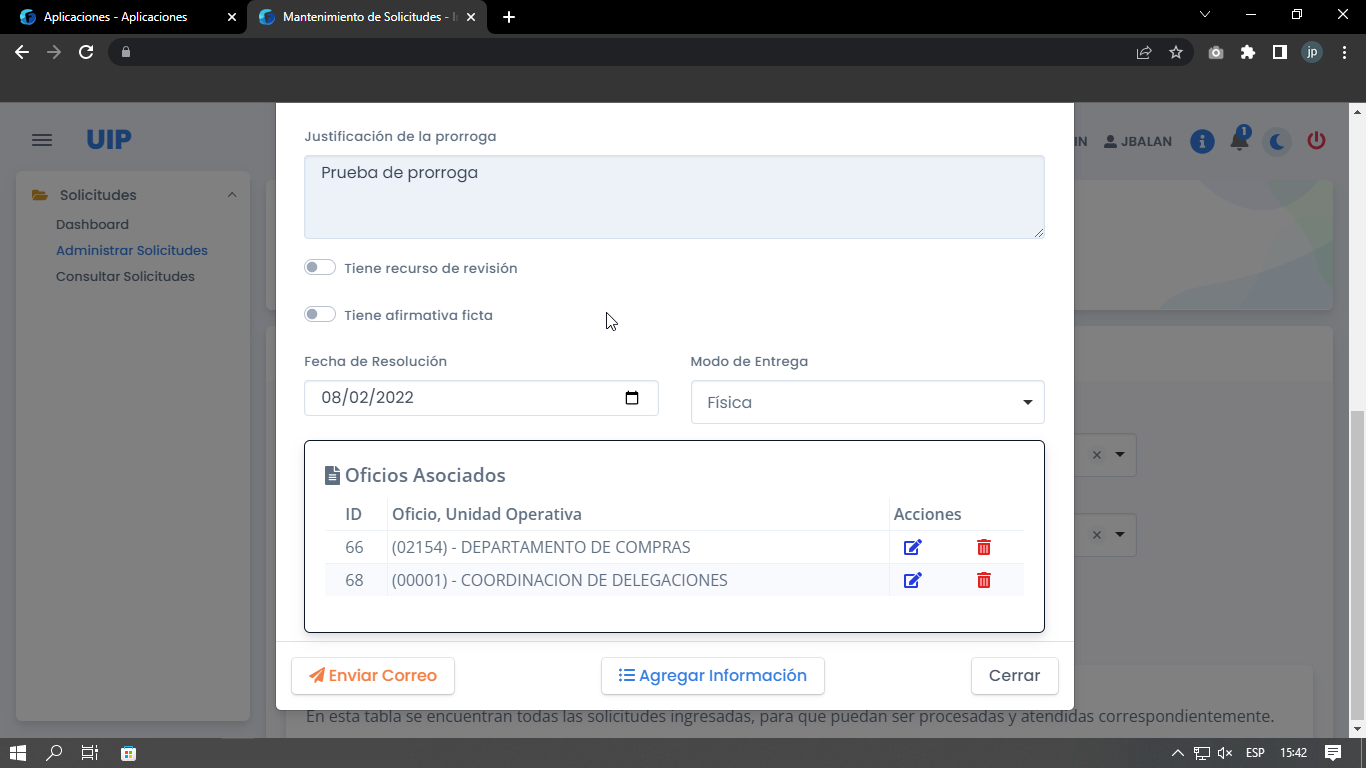 Aplicaciones - Aplicaciones
Mantenimiento de Solicitudes - I
jp
UIP
IN
JBALAN
1
Solicitudes
Dashboard
Administrar Solicitudes
Consultar Solicitudes
Justificación de la prorroga
Prueba de prorroga
Tiene recurso de revisión
Tiene afirmativa ficta
Fecha de Resolución
Modo de Entrega
08/02/2022
Física
Oficios Asociados
ID Oficio, Unidad Operativa Acciones
66 (02154) - DEPARTAMENTO DE COMPRAS
68 (00001) - COORDINACION DE DELEGACIONES
Enviar Correo
Agregar Información
Cerrar
En esta tabla se encuentran todas las solicitudes ingresadas, para que puedan ser procesadas y atendidas correspondientemente.
ESP
15:42